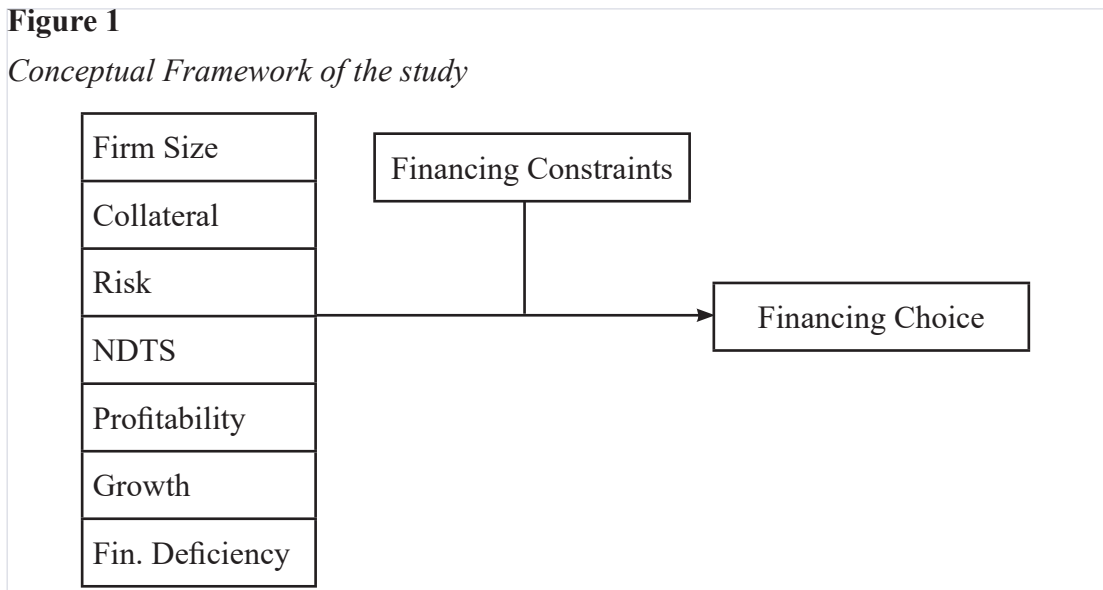 Figure 1
Conceptual Framework of the study
Firm Size
Collateral
Risk
NDTS
Profitability
Growth
Fin. Deficiency
Financing Constraints
Financing Choice